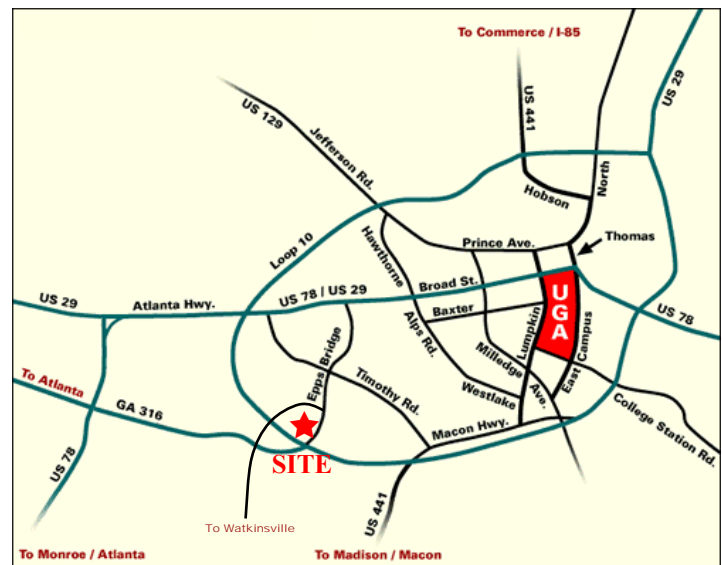 To Commerce / I-85
US 29
US 129
US 441
Jefferson Rd.
Hobson
North
Thomas
Loop 10
Hawthorne
Prince Ave.
US 29
Atlanta Hwy.
US 78 / US 29
Broad St.
UGA
US 78
Baxter
Alps Rd.
Lumpkin
East Campus
Milledge
Ave.
Epps Bridge
Timothy Rd.
Westlake
To Atlanta
GA 316
Macon Hwy.
College Station Rd.
SITE
US 78
US 441
To Watkinsville
To Monroe / Atlanta
To Madison / Macon